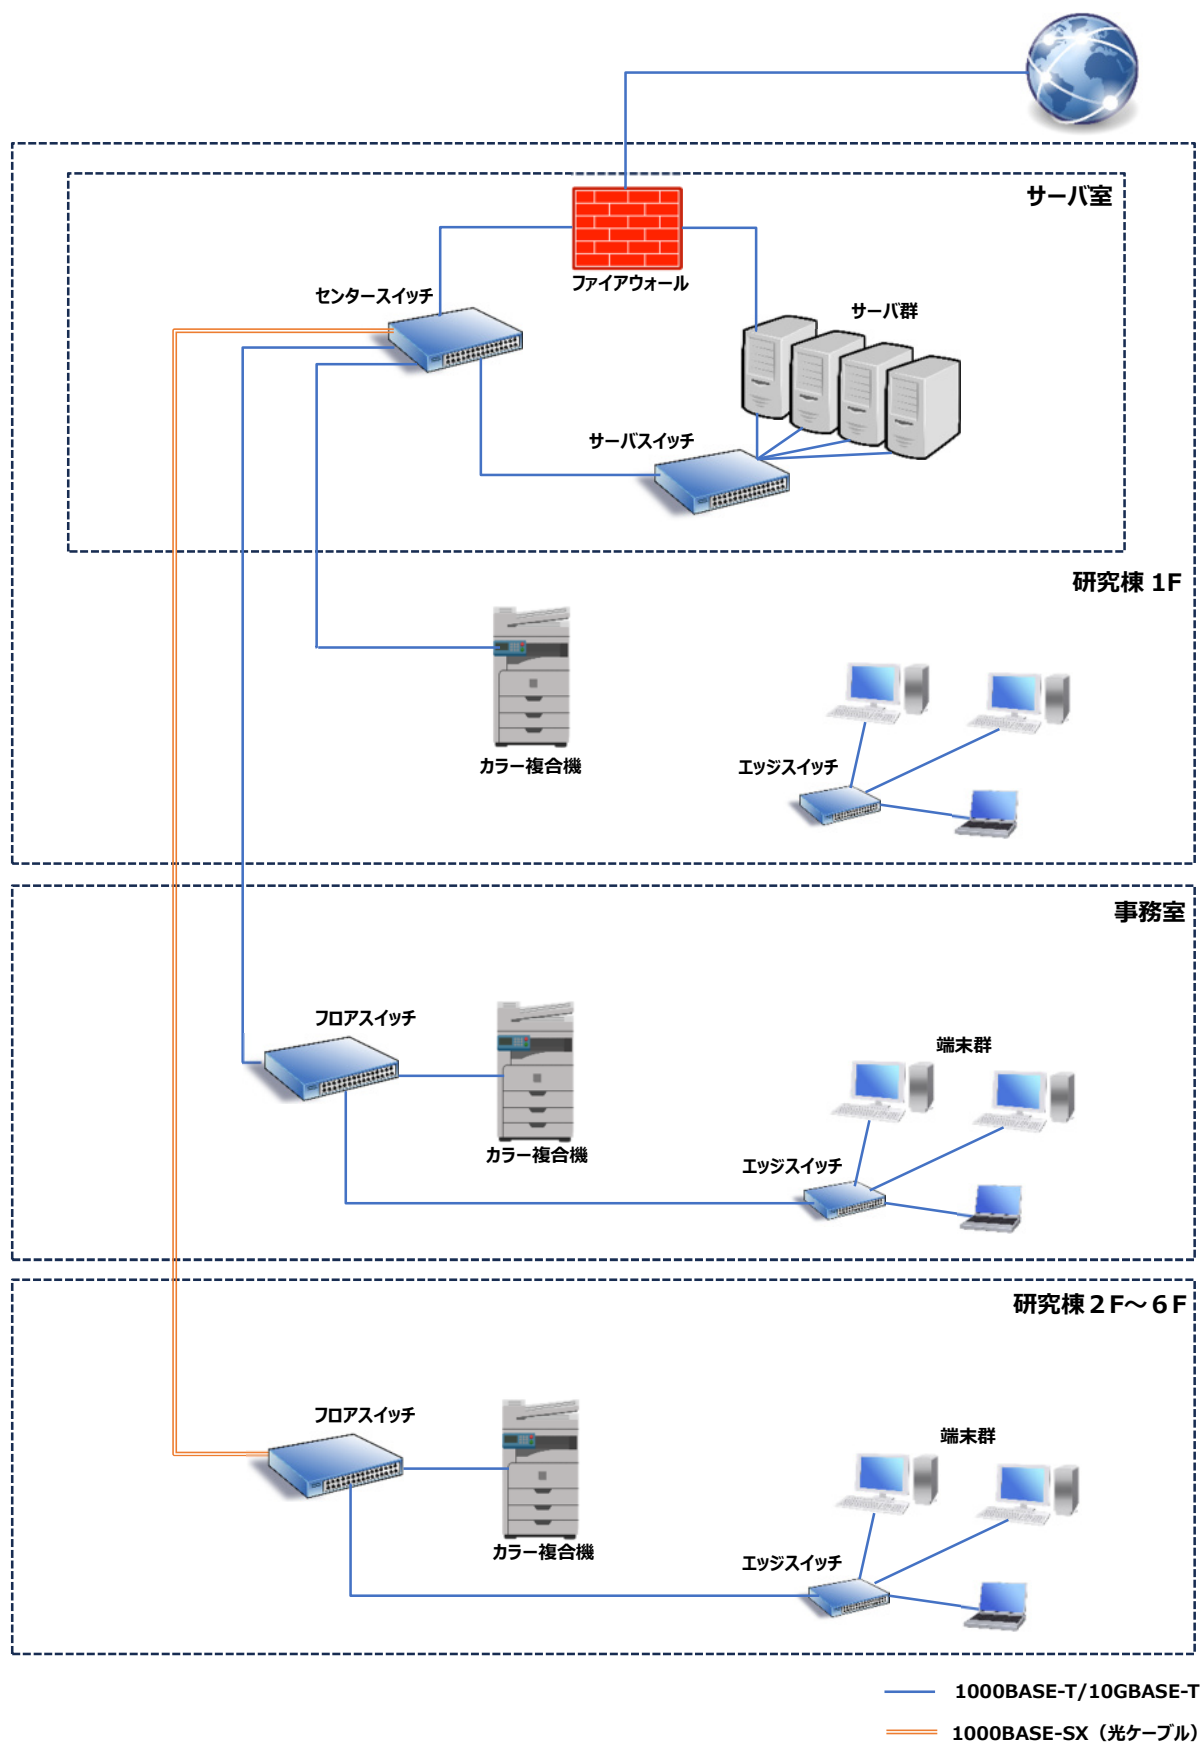 サーバ室
ファイアウォール
センタースイッチ
サーバ群
サーバスイッチ
研究棟 1F
カラー複合機
エッジスイッチ
事務室
フロアスイッチ
端末群
カラー複合機
エッジスイッチ
研究棟２F～６F
フロアスイッチ
端末群
カラー複合機
エッジスイッチ
1000BASE-T/10GBASE-T
1000BASE-SX（光ケーブル）